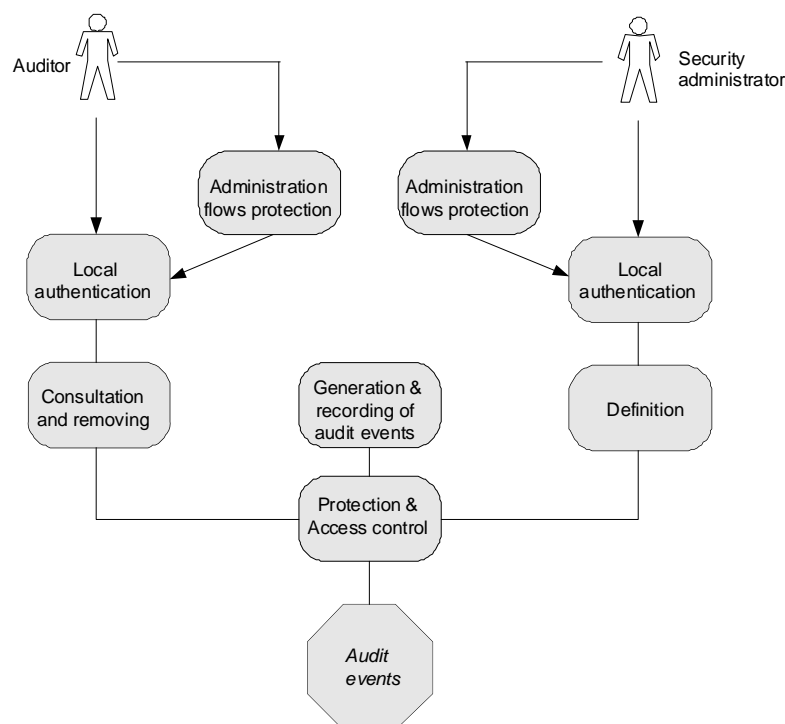 Auditor
Security
administrator
Administration
flows protection
Administration
flows protection
Local
authentication
Local
authentication
Consultation
and removing
Generation &
recording of
audit events
Definition
Protection &
Access control
Audit
events